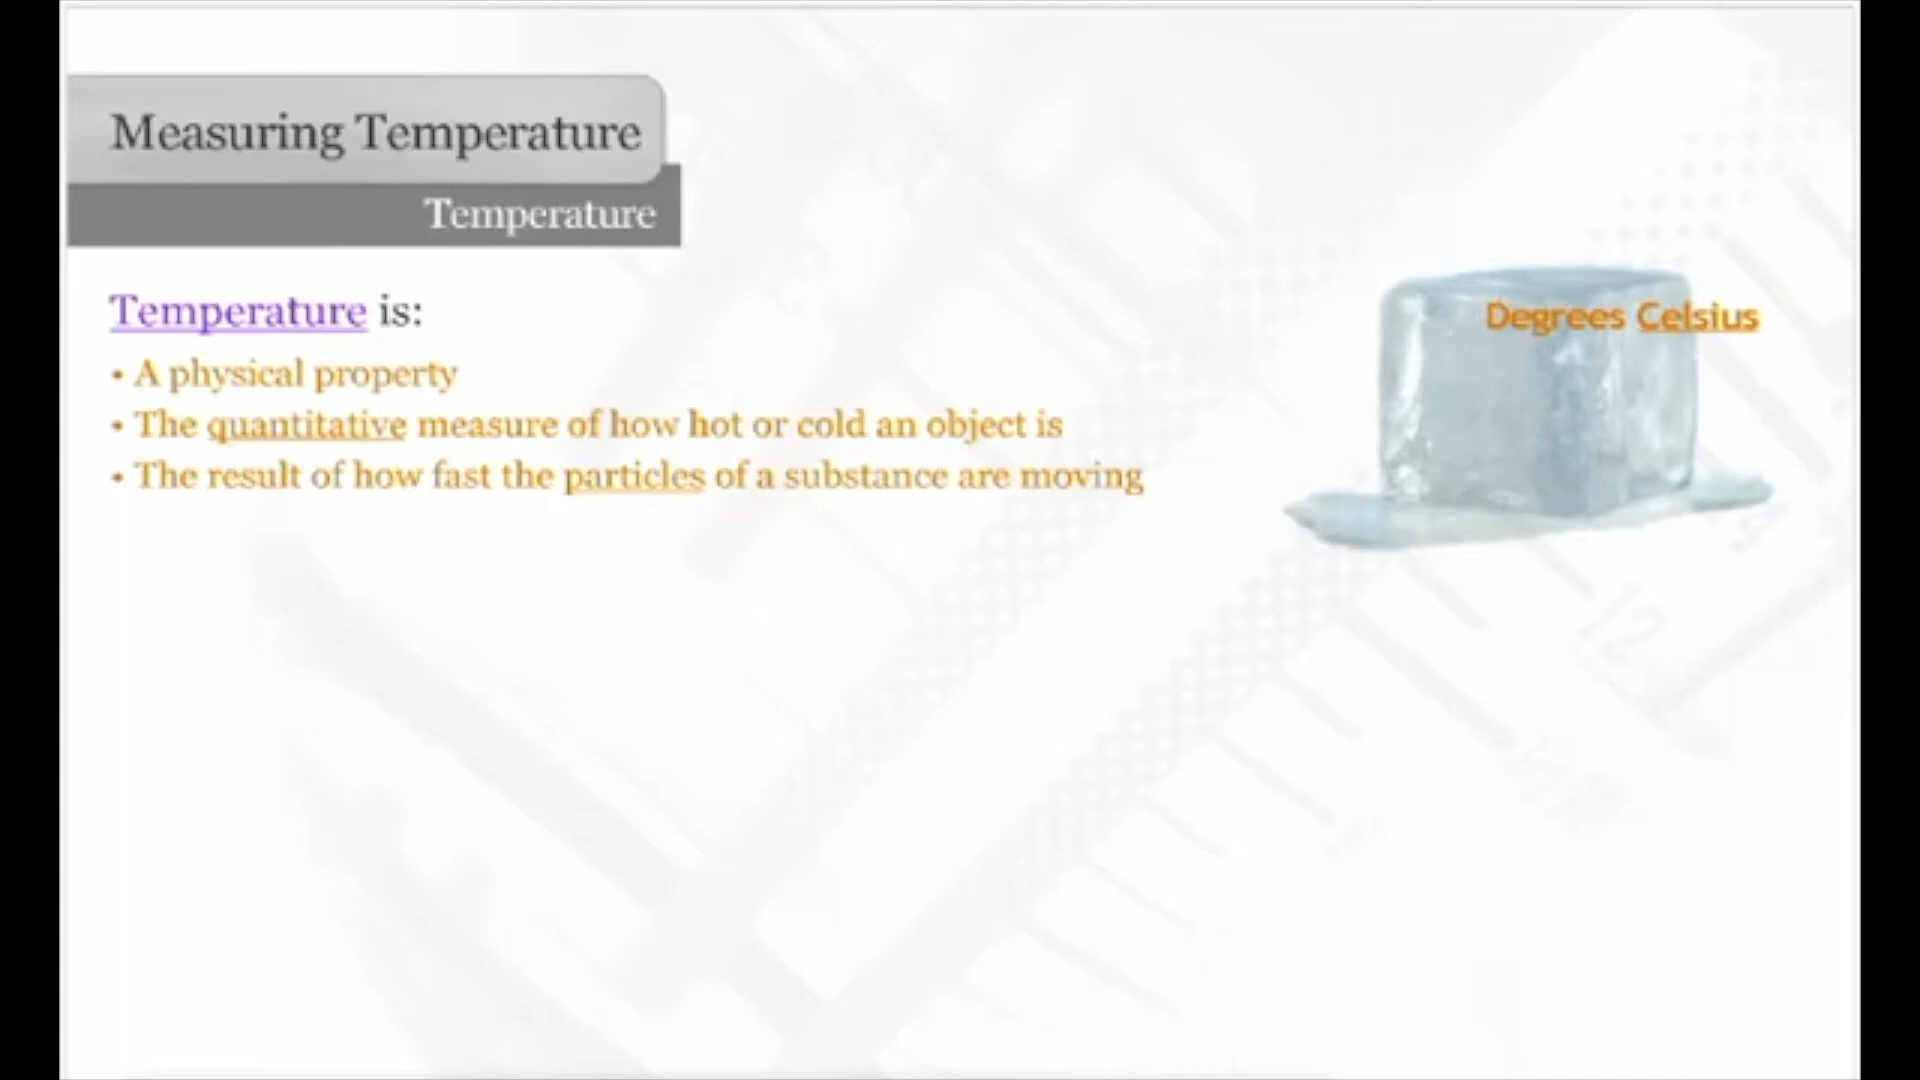 Measuring Temperature
Temperature
Temperature is:
• A physical property
• The quantitative measure of how hot or cold an object is
• The result of how fast the particles of a substance are moving
Degrees Celsius
12